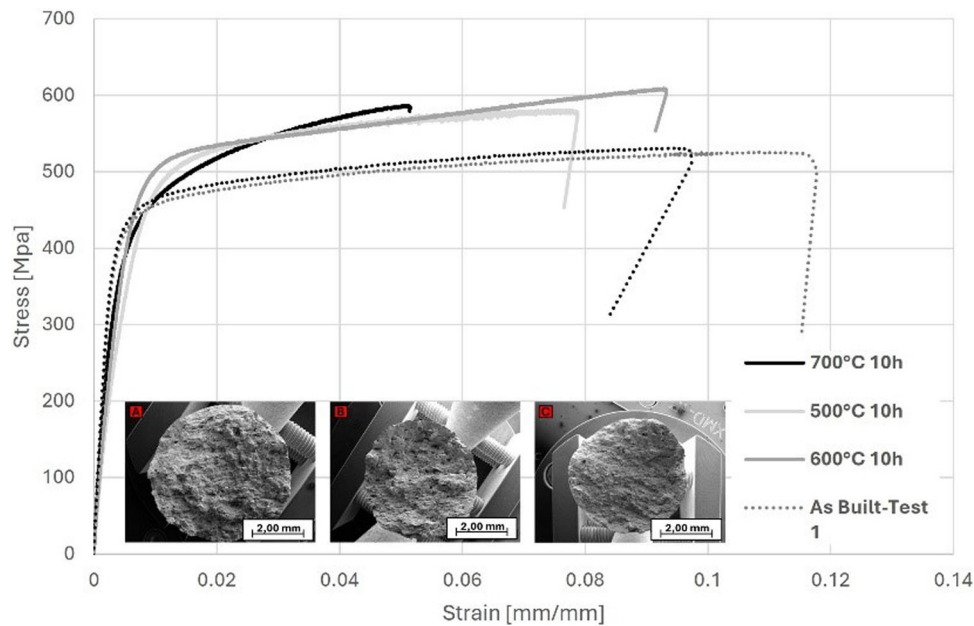 700
600
500
400
300
200
100
0
Stress [Mpa]
0
0.02
0.04
0.06
0.08
0.1
0.12
0.14
Strain [mm/mm]
A
2,00 mm
B
2,00 mm
C
XMD
2,00 mm
700°C 10h
500°C 10h
600°C 10h
As Built-Test
1